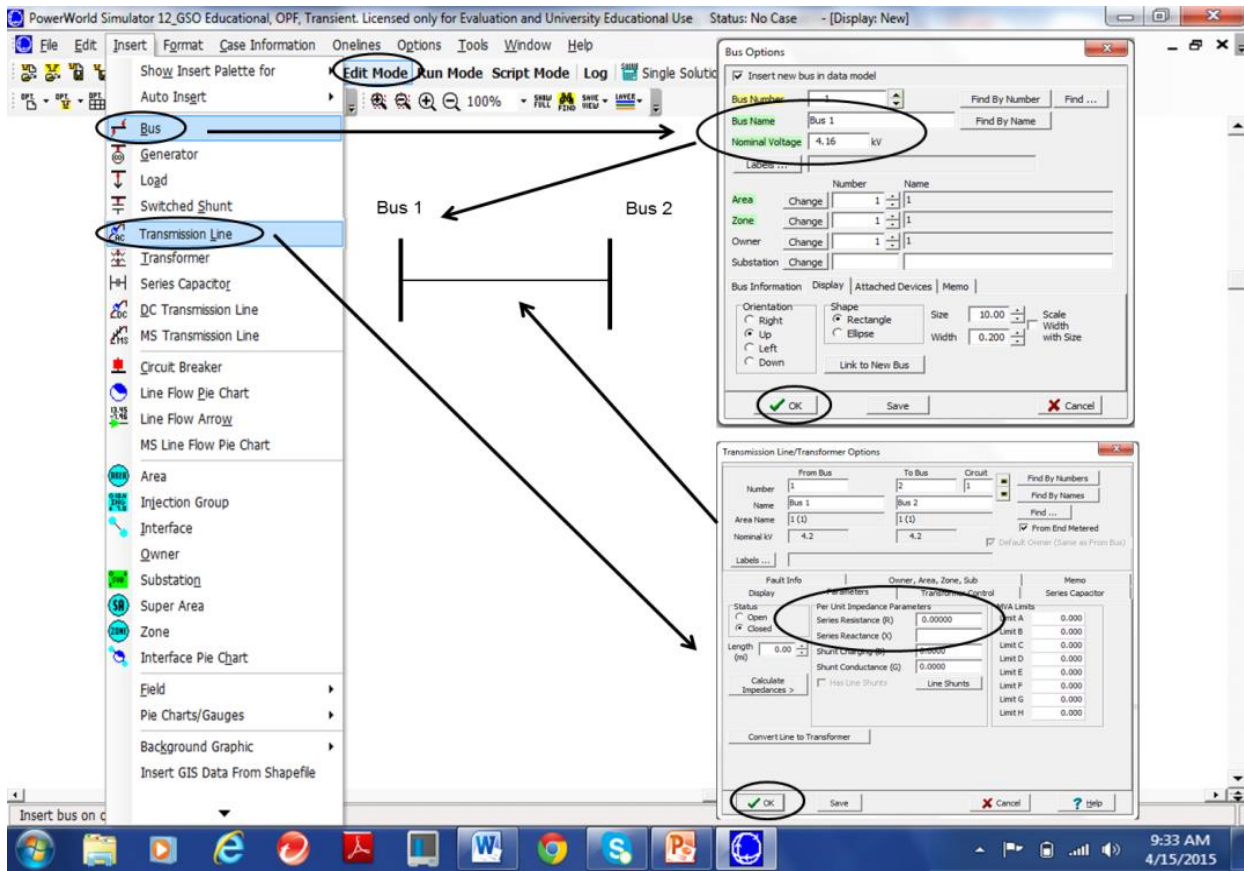 PowerWorld Simulator 12_GSO Educational, OPF, Transient. Licensed only for Evaluation and University Educational Use Status: No Case - [Display: New]
File Edit Insert Format Case Information Onelines Options Tools Window Help
Edit Mode Run Mode Script Mode Log Single Solutio
100%
Show Insert Palette for
Auto Insert
Bus
Generator
Load
Switched Shunt
Transmission Line
Transformer
Series Capacitor
DC Transmission Line
MS Transmission Line
Circuit Breaker
Line Flow Pie Chart
Line Flow Arrow
MS Line Flow Pie Chart
Area
Injection Group
Interface
Owner
Substation
Super Area
Zone
Interface Pie Chart
Field
Pie Charts/Gauges
Background Graphic
Insert GIS Data From Shapefile
Bus 1 Bus 2
Bus Options
Insert new bus in data model
Bus Number 1 Find By Number Find ...
Bus Name Bus 1 Find By Name
Nominal Voltage 4.16 kV
Labels ...
Number Name
Area Change 1 1
Zone Change 1 1
Owner Change 1 1
Substation Change
Bus Information Display Attached Devices Memo
Orientation Shape
Right Rectangle Size 10.00 Scale
Up Ellipse Width 0.200 Width
Left with Size
Down Link to New Bus
OK Save Cancel
Transmission Line/Transformer Options
From Bus To Bus Circuit
Number 1 2 1 Find By Numbers
Name Bus 1 Bus 2 Find By Names
Area Name 1 (1) 1 (1) Find ...
Nominal kV 4.2 4.2 From End Metered
Default Owner (Same as From Bus)
Labels ...
Fault Info Owner, Area, Zone, Sub Memo
Display Parameters Transformer Control Series Capacitor
Status Per Unit Impedance Parameters MVA Limits
Open Series Resistance (R) 0.00000 Limit A 0.000
Closed Series Reactance (X) Limit B 0.000
Length (mi) 0.00 Shunt Charging (B) 0.0000 Limit C 0.000
Shunt Conductance (G) 0.0000 Limit D 0.000
Calculate Impedances > Has Line Shunts Line Shunts Limit E 0.000
Limit F 0.000
Limit G 0.000
Limit H 0.000
Convert Line to Transformer
OK Save Cancel Help
Insert bus on
9:33 AM
4/15/2015